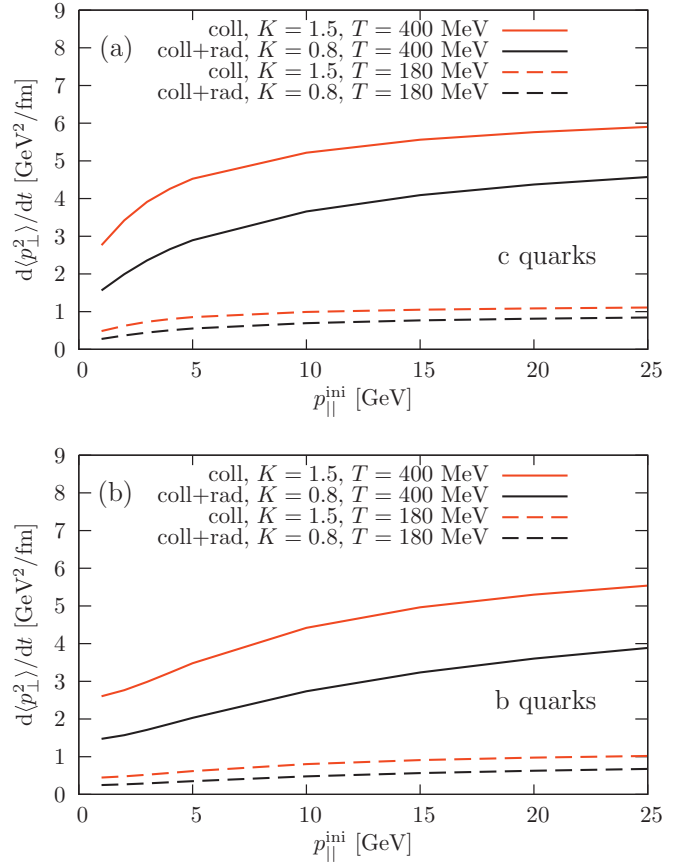 (a)
coll, K = 1.5, T = 400 MeV
coll+rad, K = 0.8, T = 400 MeV
coll, K = 1.5, T = 180 MeV
coll+rad, K = 0.8, T = 180 MeV
d⟨p⊥²⟩/dt [GeV²/fm]
9
8
7
6
5
4
3
2
1
0
c quarks
0 5 10 15 20 25
p||^ini [GeV]
(b)
coll, K = 1.5, T = 400 MeV
coll+rad, K = 0.8, T = 400 MeV
coll, K = 1.5, T = 180 MeV
coll+rad, K = 0.8, T = 180 MeV
d⟨p⊥²⟩/dt [GeV²/fm]
9
8
7
6
5
4
3
2
1
0
b quarks
0 5 10 15 20 25
p||^ini [GeV]